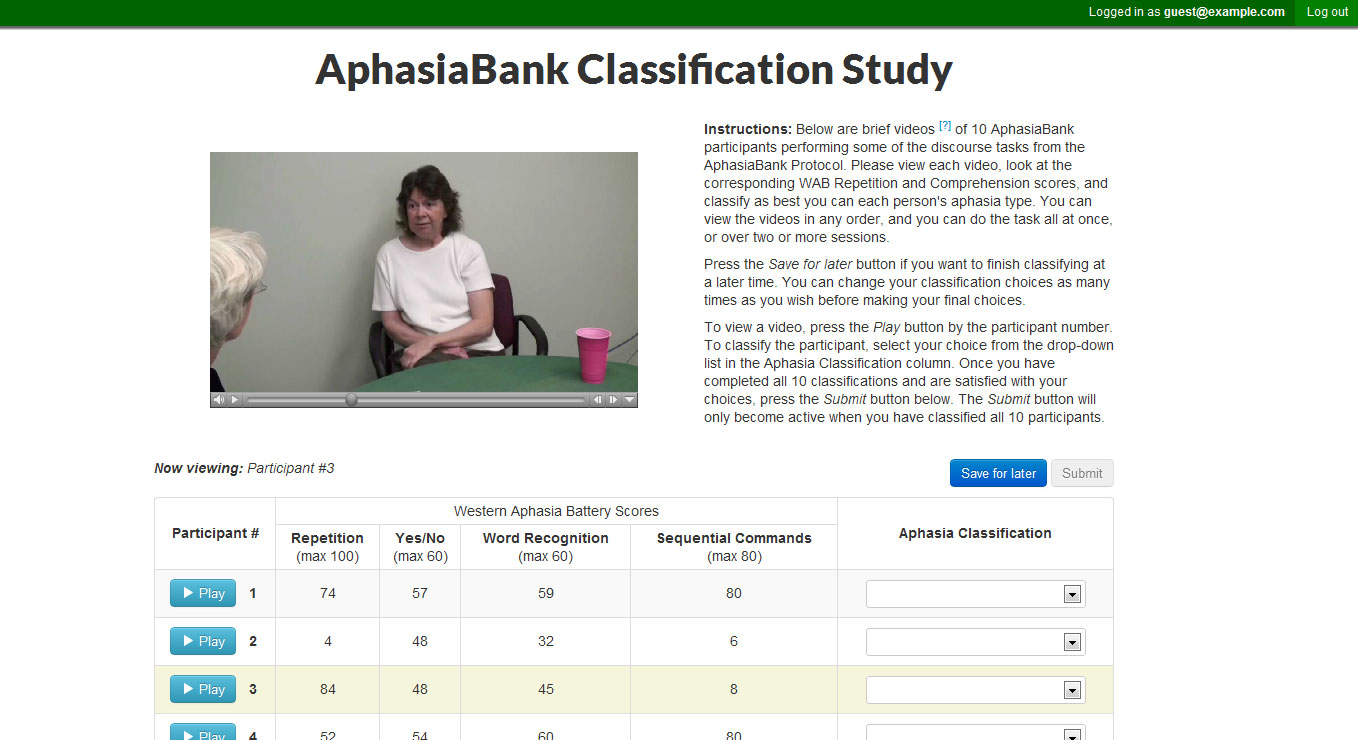 Logged in as guest@example.com Log out
AphasiaBank Classification Study
Instructions: Below are brief videos [?] of 10 AphasiaBank
participants performing some of the discourse tasks from the
AphasiaBank Protocol. Please view each video, look at the
corresponding WAB Repetition and Comprehension scores, and
classify as best you can each person's aphasia type. You can
view the videos in any order, and you can do the task all at once,
or over two or more sessions.
Press the Save for later button if you want to finish classifying at
a later time. You can change your classification choices as many
times as you wish before making your final choices.
To view a video, press the Play button by the participant number.
To classify the participant, select your choice from the drop-down
list in the Aphasia Classification column. Once you have
completed all 10 classifications and are satisfied with your
choices, press the Submit button below. The Submit button will
only become active when you have classified all 10 participants.
Now viewing: Participant #3
Save for later Submit
Participant #
Western Aphasia Battery Scores
Aphasia Classification
Repetition Yes/No Word Recognition Sequential Commands
(max 100) (max 60) (max 60) (max 80)
Play 1 74 57 59 80
Play 2 4 48 32 6
Play 3 84 48 45 8
Play 4 52 54 60 80